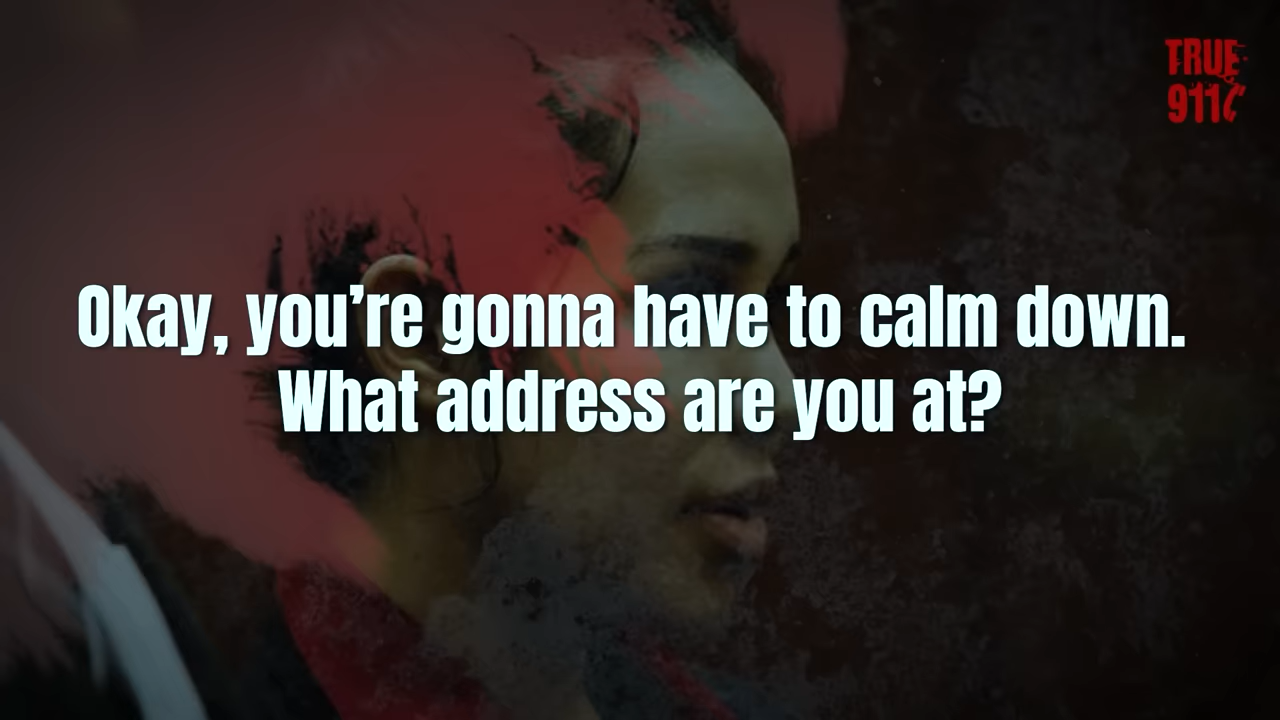 TRUE
911
Okay, you’re gonna have to calm down.
What address are you at?